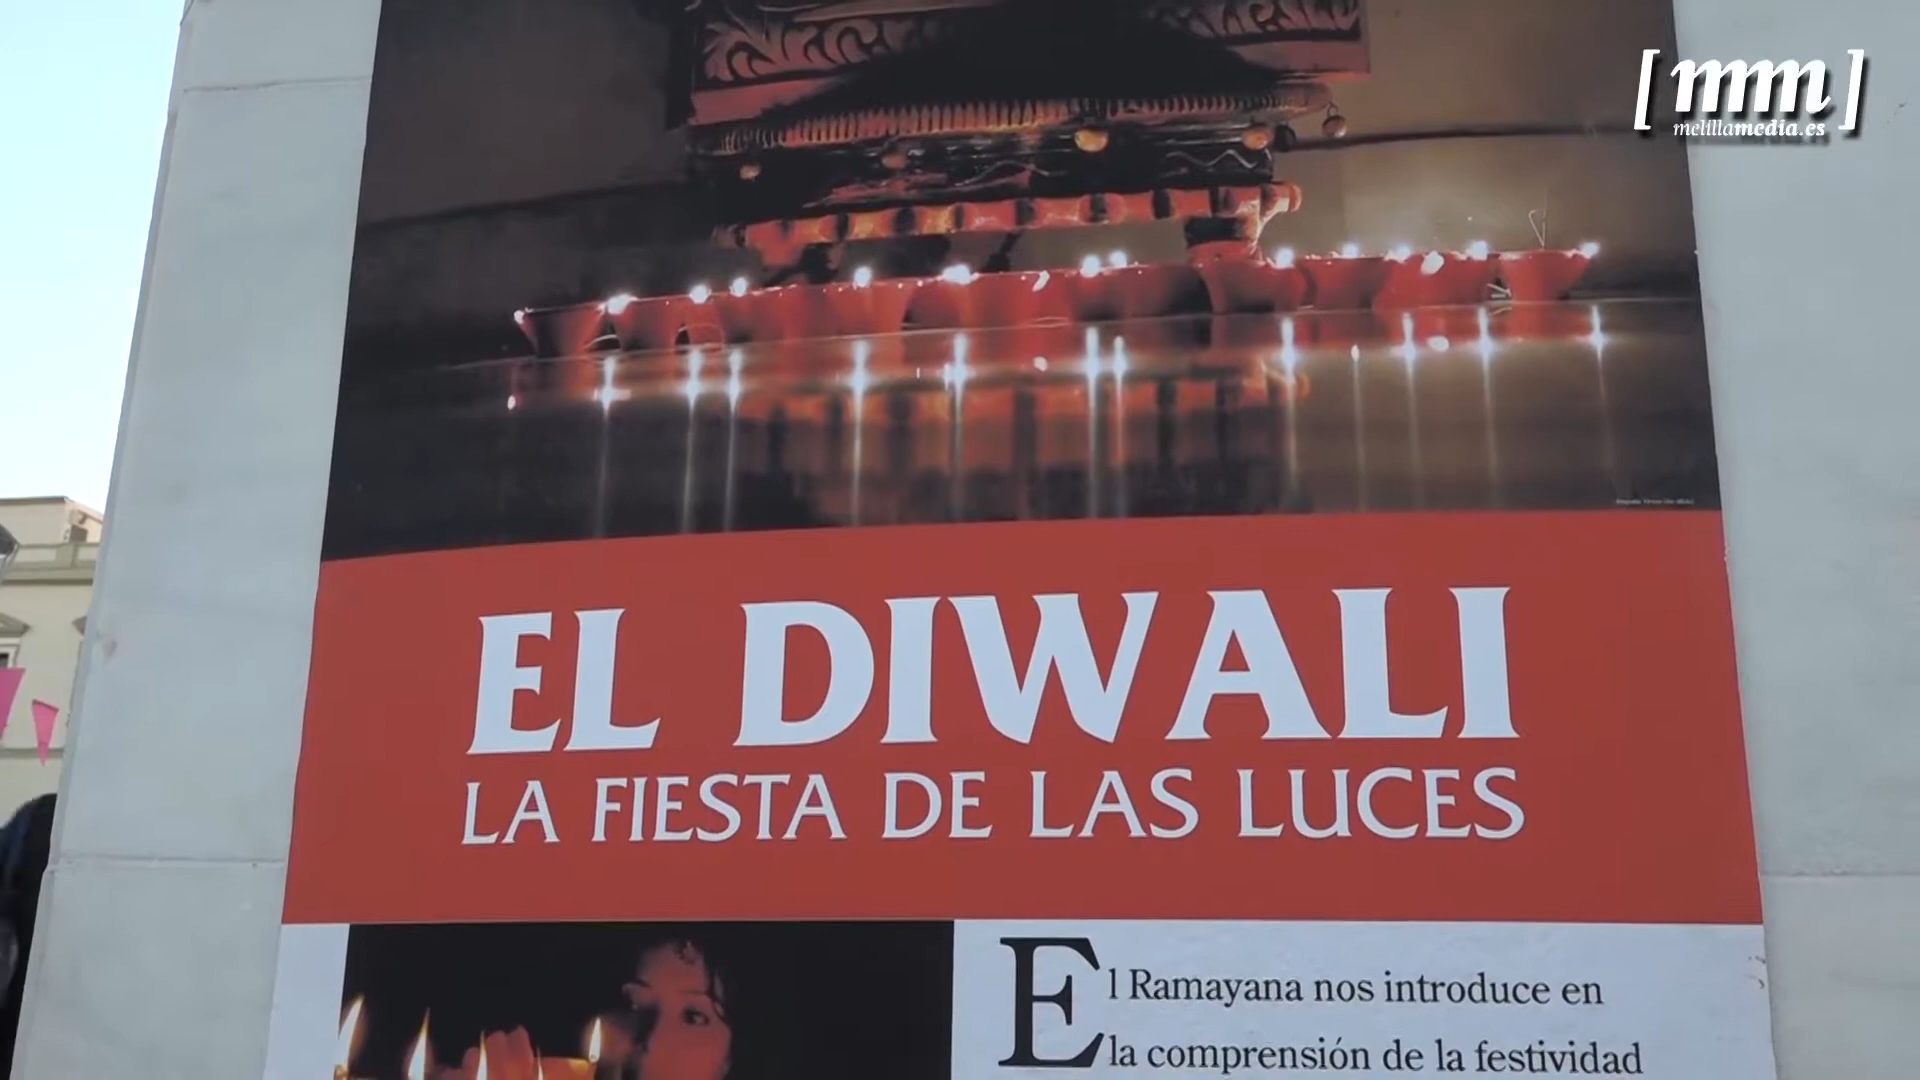 [mm]
melillamedia.es
EL DIWALI
LA FIESTA DE LAS LUCES
El Ramayana nos introduce en
la comprensión de la festividad